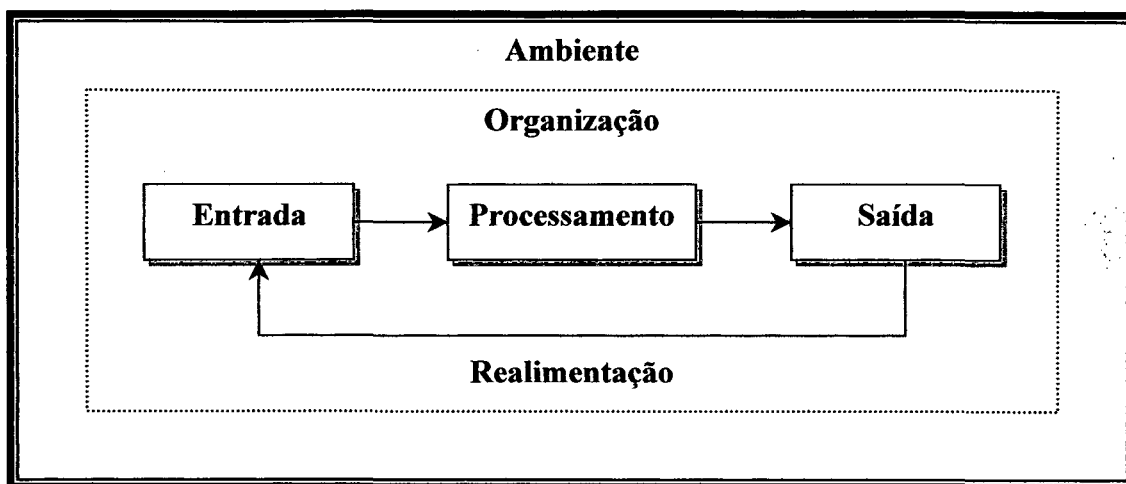 Ambiente
Organização
Entrada
Processamento
Saída
Realimentação